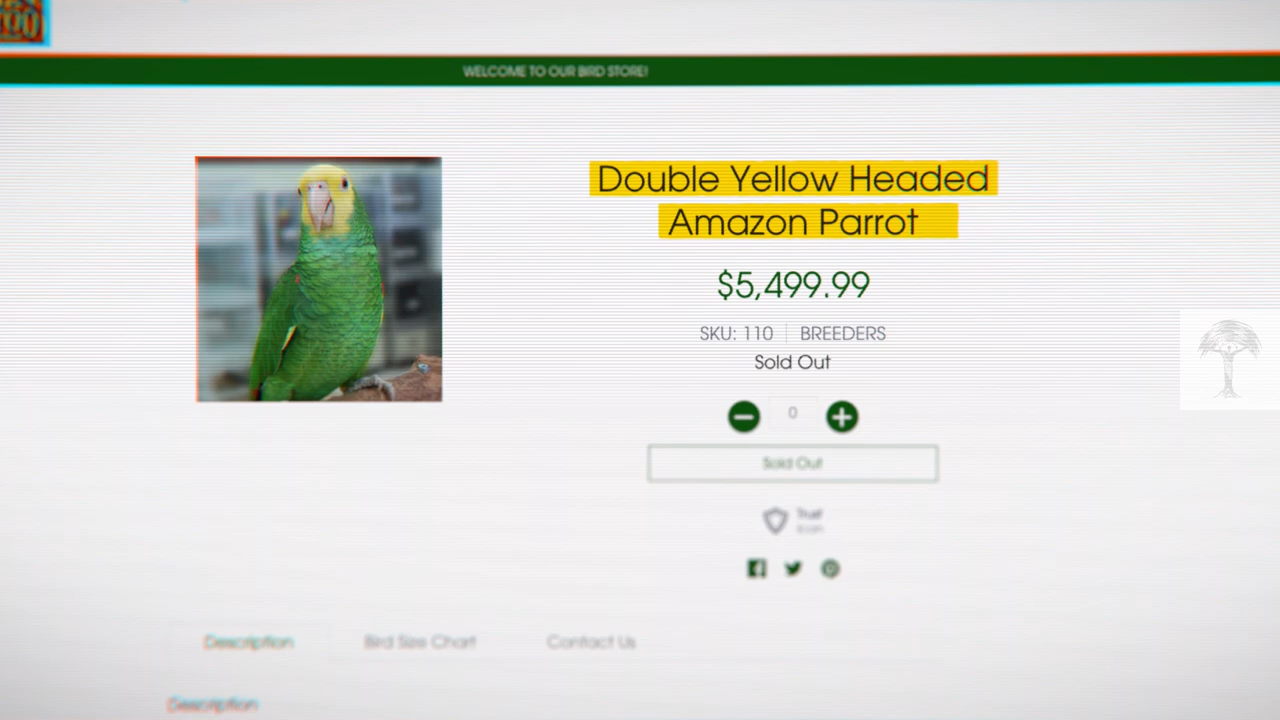 WELCOME TO OUR BIRD STORE!
Double Yellow Headed
Amazon Parrot
$5,499.99
SKU: 110 | BREEDERS
Sold Out
0
Sold Out
Trust
Icon
Description
Bird Size Chart
Contact Us
Description